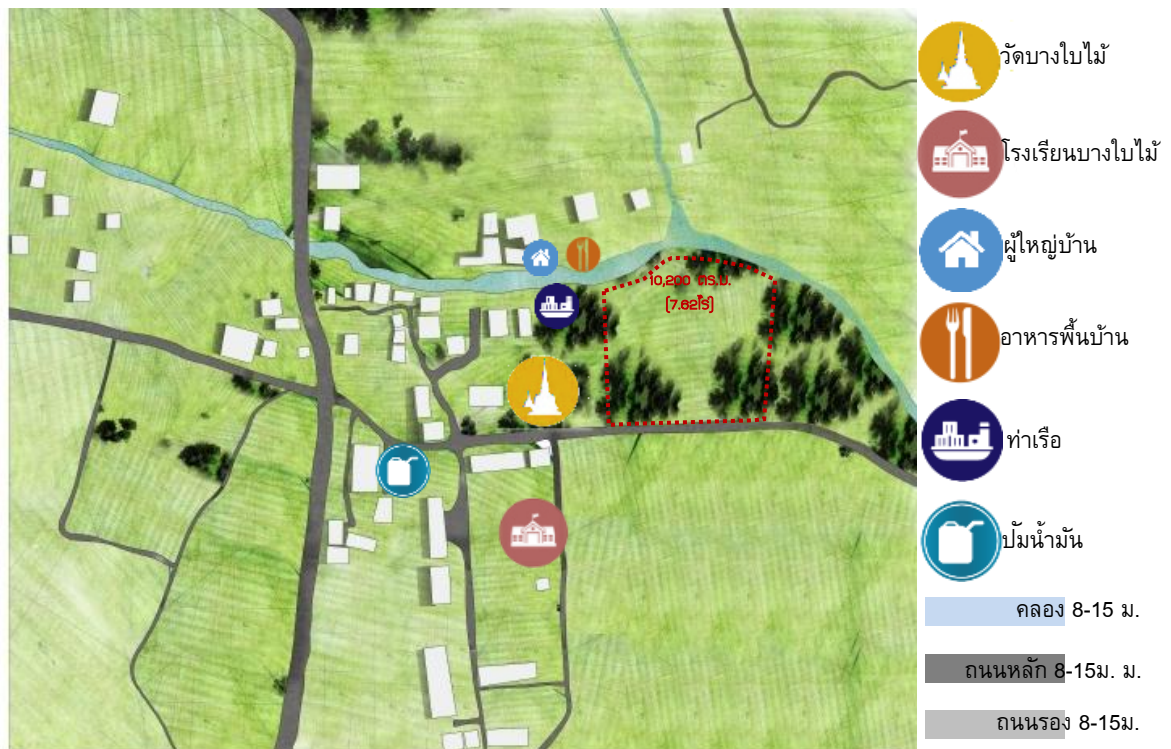 วัดบางใบไม้
โรงเรียนบางใบไม้
ผู้ใหญ่บ้าน
อาหารพื้นบ้าน
ท่าเรือ
ปั๊มน้ำมัน
คลอง 8-15 ม.
ถนนหลัก 8-15ม. ม.
ถนนรอง 8-15ม.
10,200 ตร.ม.
(7.62ไร่)